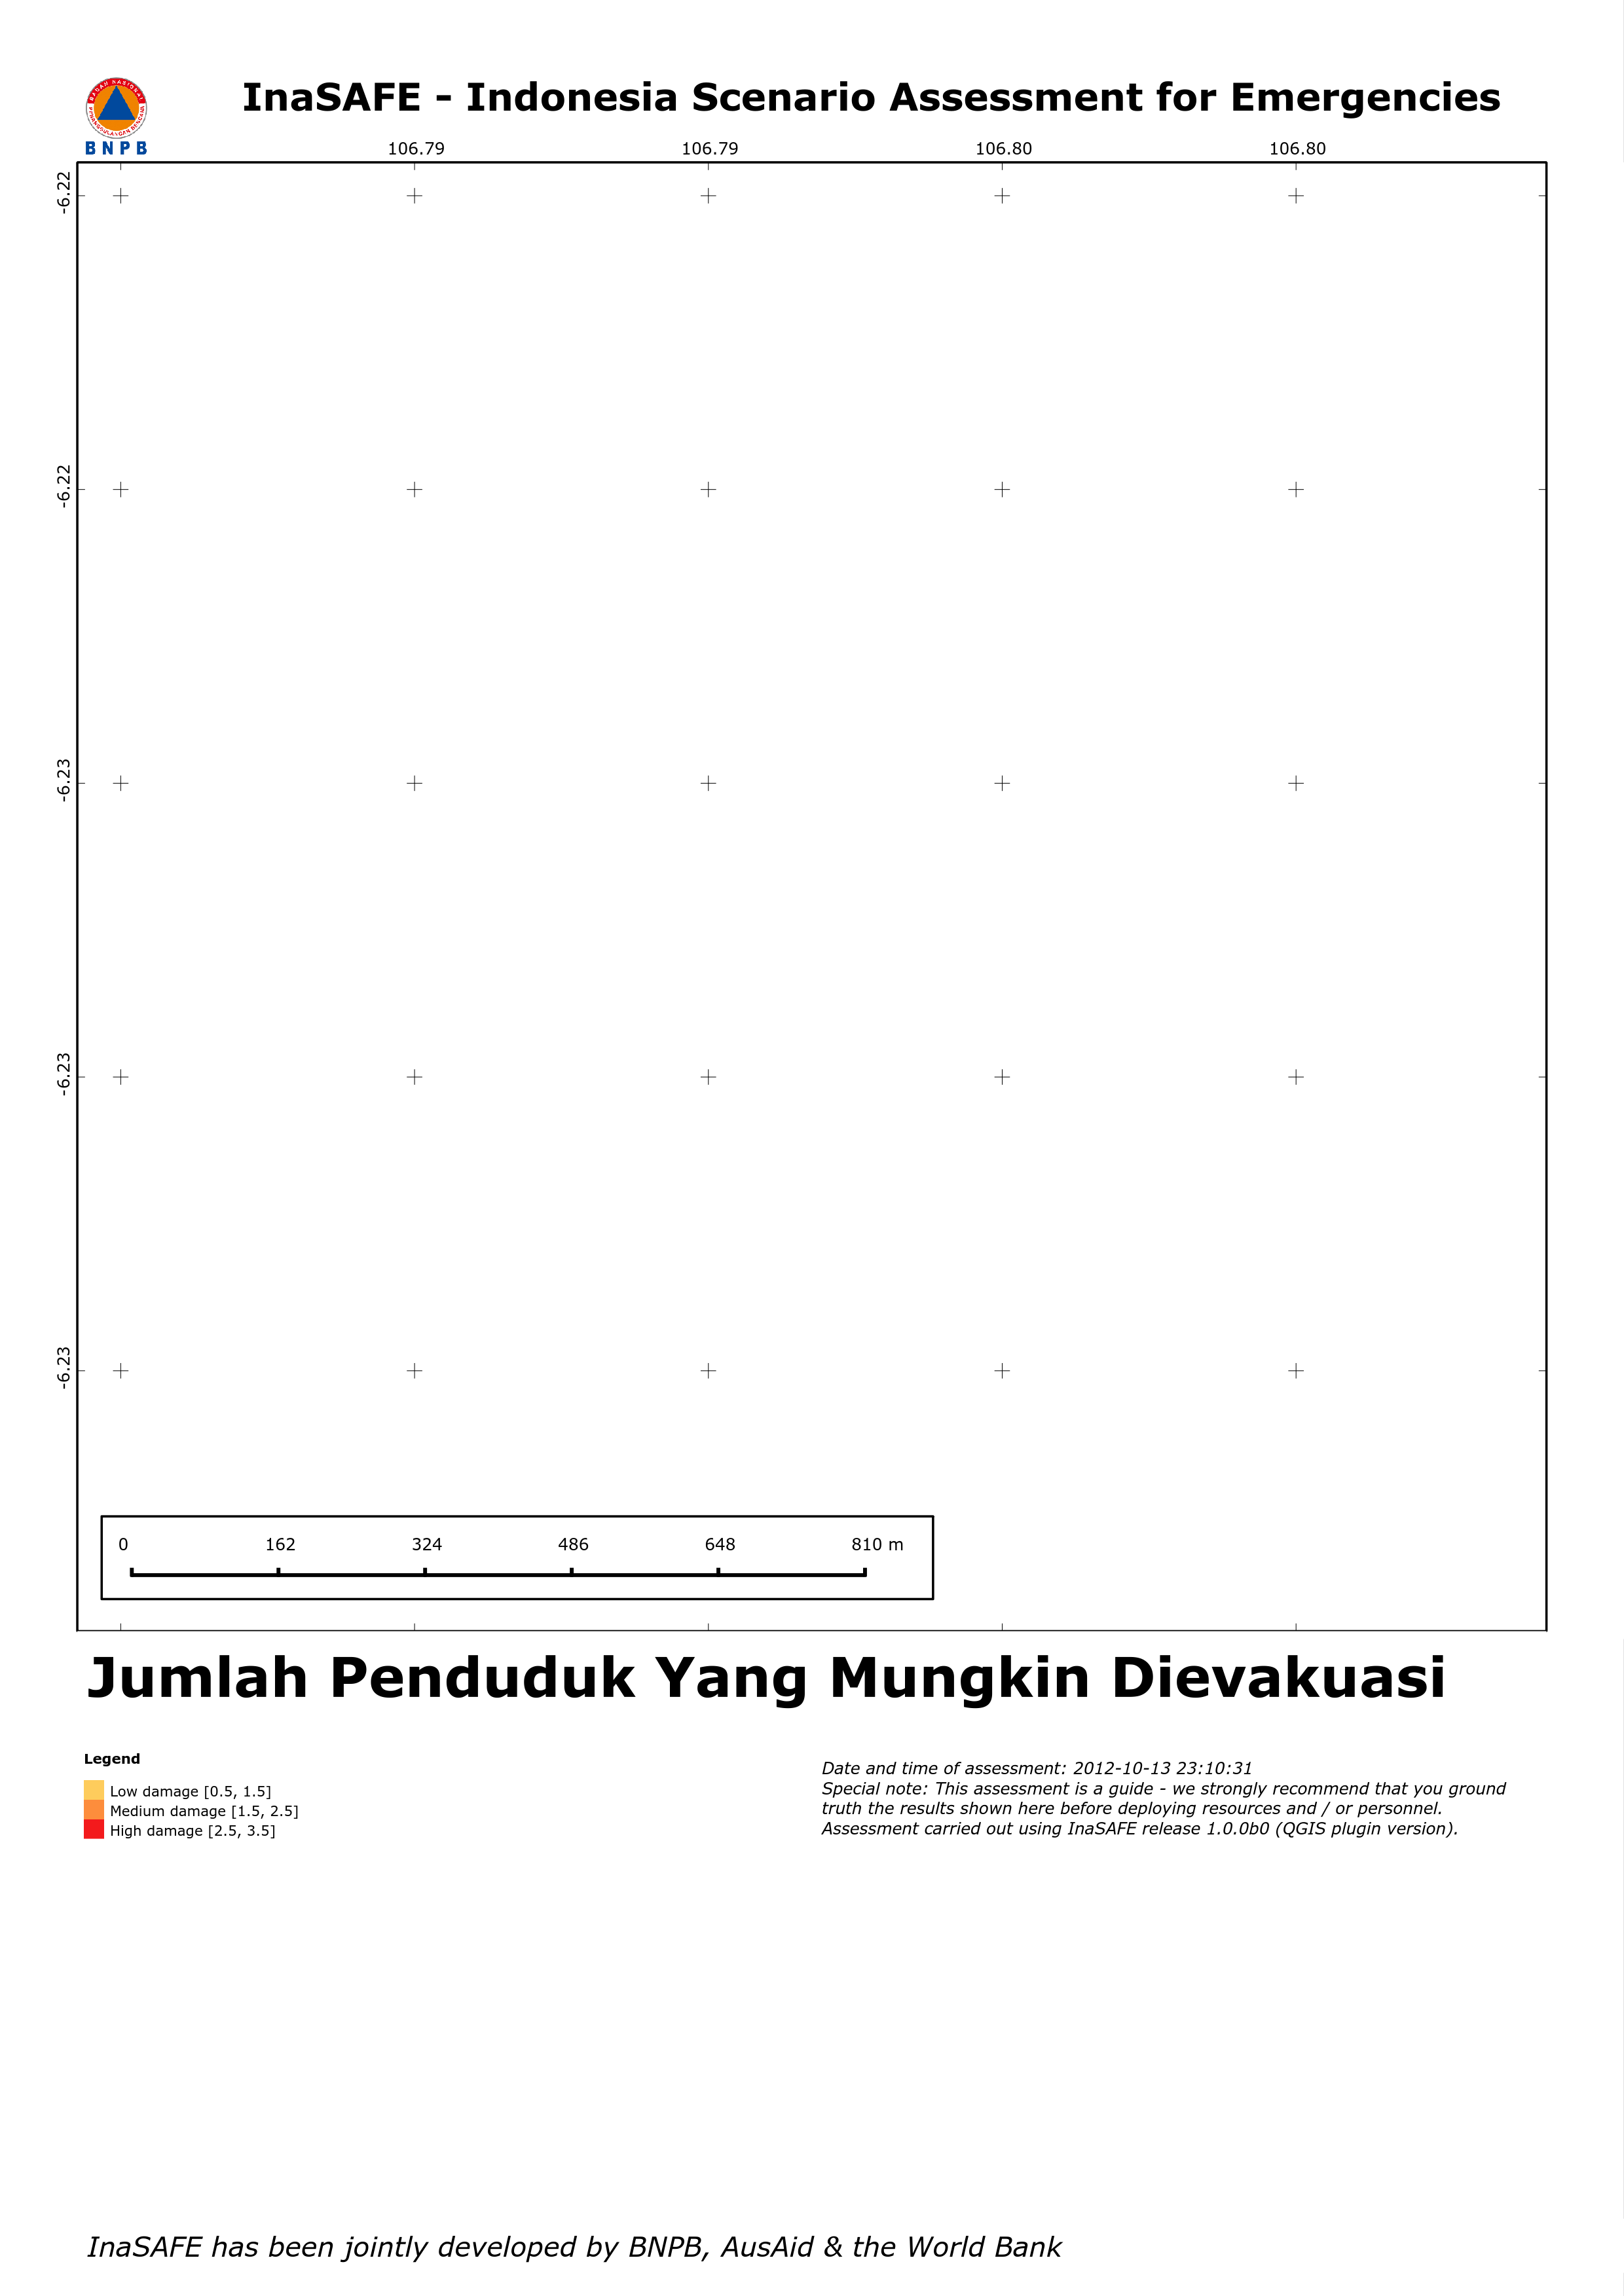 InaSAFE - Indonesia Scenario Assessment for Emergencies
BADAN NASIONAL
PENANGGULANGAN BENCANA
BNPB
106.79 106.79 106.80 106.80
-6.22
-6.22
-6.23
-6.23
-6.23
0 162 324 486 648 810 m
Jumlah Penduduk Yang Mungkin Dievakuasi
Legend
Low damage [0.5, 1.5]
Medium damage [1.5, 2.5]
High damage [2.5, 3.5]
Date and time of assessment: 2012-10-13 23:10:31
Special note: This assessment is a guide - we strongly recommend that you ground
truth the results shown here before deploying resources and / or personnel.
Assessment carried out using InaSAFE release 1.0.0b0 (QGIS plugin version).
InaSAFE has been jointly developed by BNPB, AusAid & the World Bank